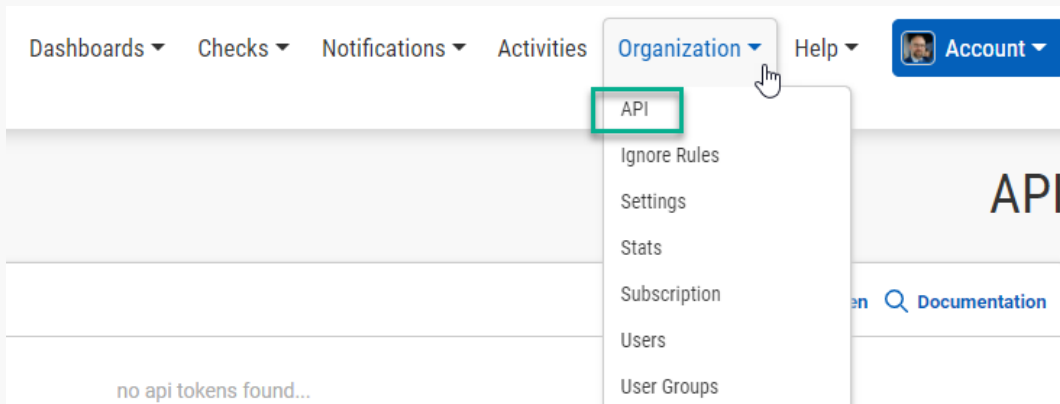 Dashboards Checks Notifications Activities Organization Help Account
API
Ignore Rules
API
Settings
Stats
Subscription
Documentation
Users
no api tokens found...
User Groups